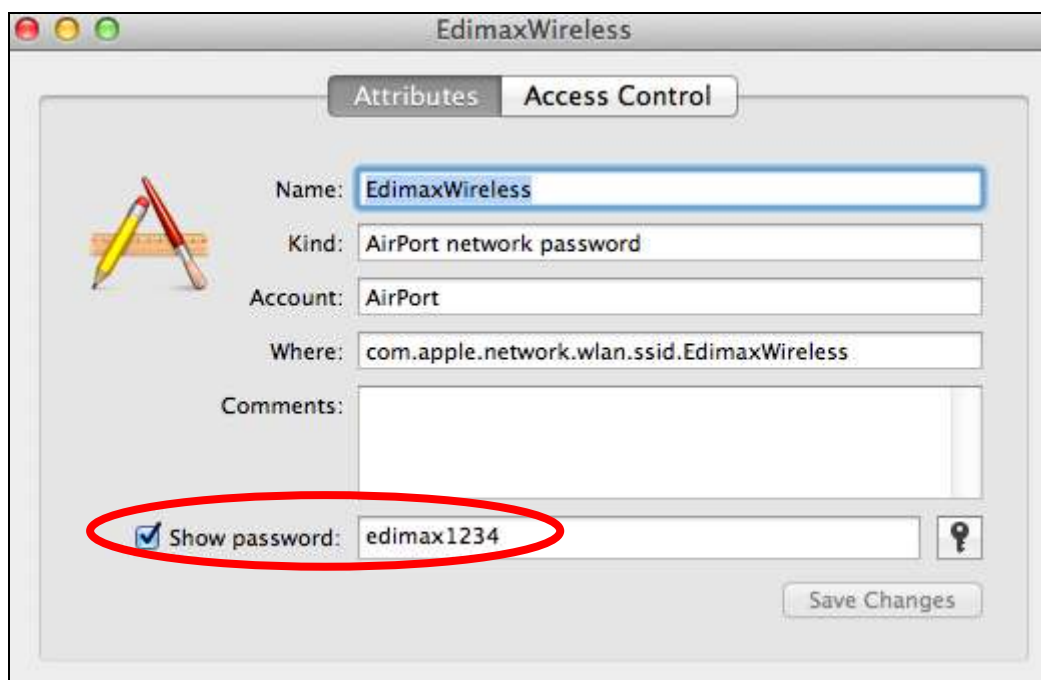 EdimaxWireless
Attributes Access Control
Name: EdimaxWireless
Kind: AirPort network password
Account: AirPort
Where: com.apple.network.wlan.ssid.EdimaxWireless
Comments:
Show password: edimax1234
Save Changes